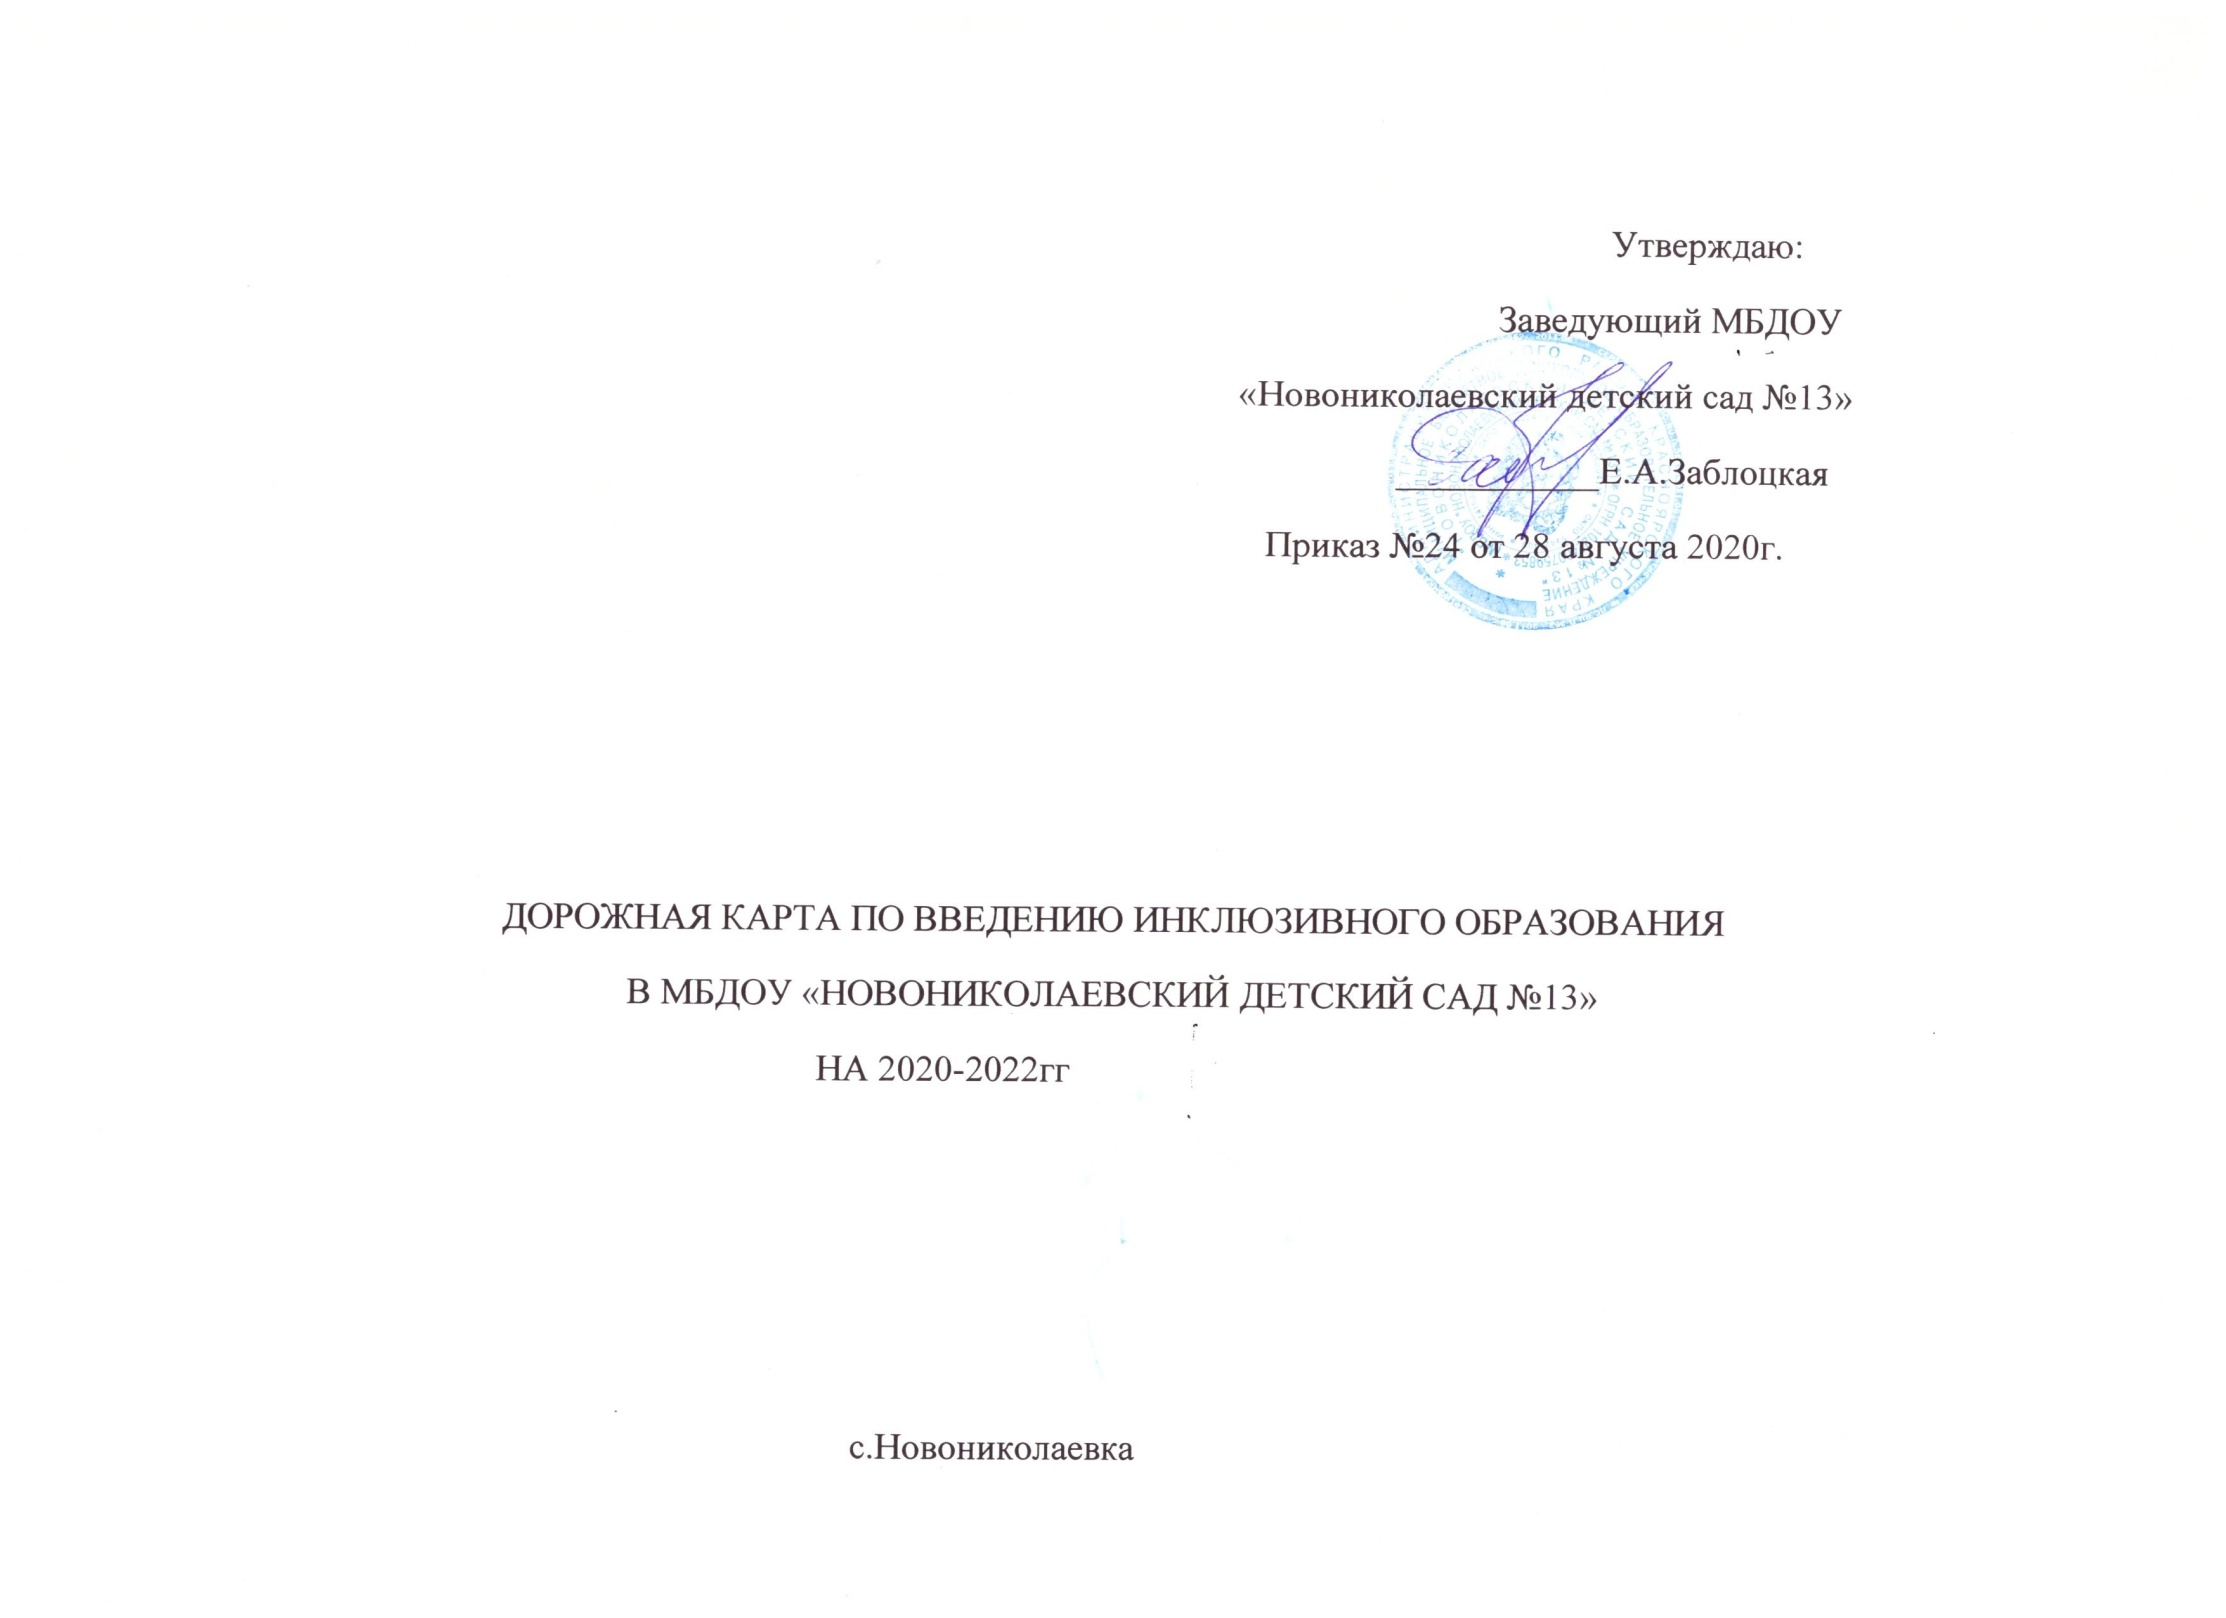 Утверждаю:
Заведующий МБДОУ
«Новониколаевский детский сад №13»
Е.А.Заблоцкая
Приказ №24 от 28 августа 2020г.
ДОРОЖНАЯ КАРТА ПО ВВЕДЕНИЮ ИНКЛЮЗИВНОГО ОБРАЗОВАНИЯ
В МБДОУ «НОВОНИКОЛАЕВСКИЙ ДЕТСКИЙ САД №13»
НА 2020-2022гг
с.Новониколаевка